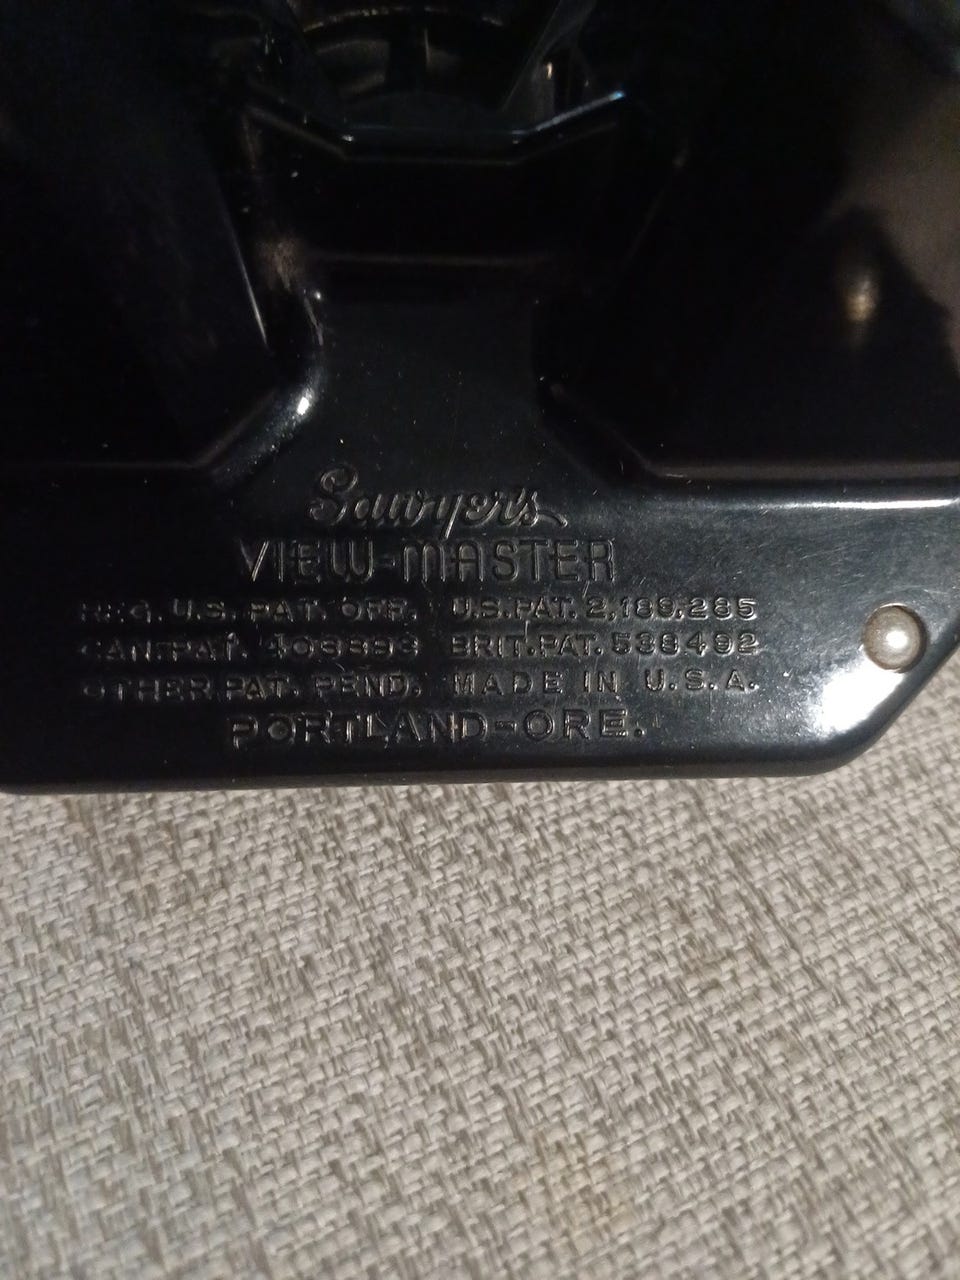 Sawyer's
VIEW-MASTER
REG. U.S. PAT. OFF. U.S. PAT. 2,189,285
CAN. PAT. 403893 BRIT. PAT. 538492
OTHER PAT. PEND. MADE IN U.S.A.
PORTLAND-ORE.